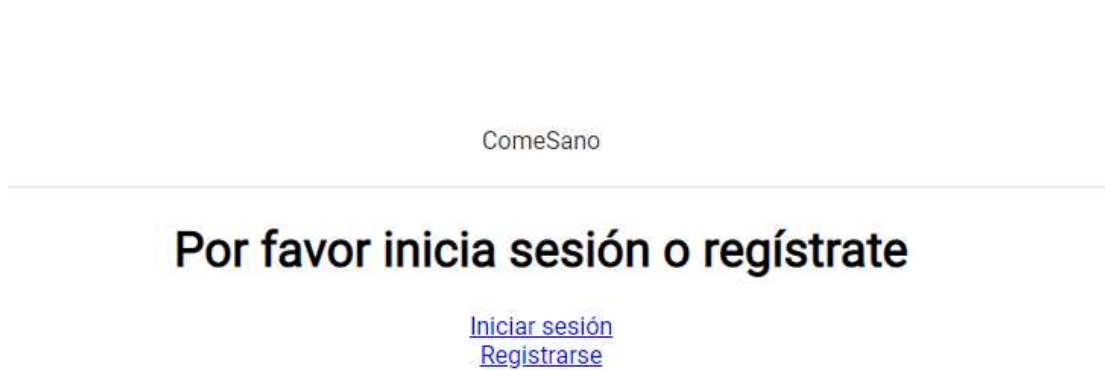 ComeSano
Por favor inicia sesión o regístrate
Iniciar sesión
Registrarse